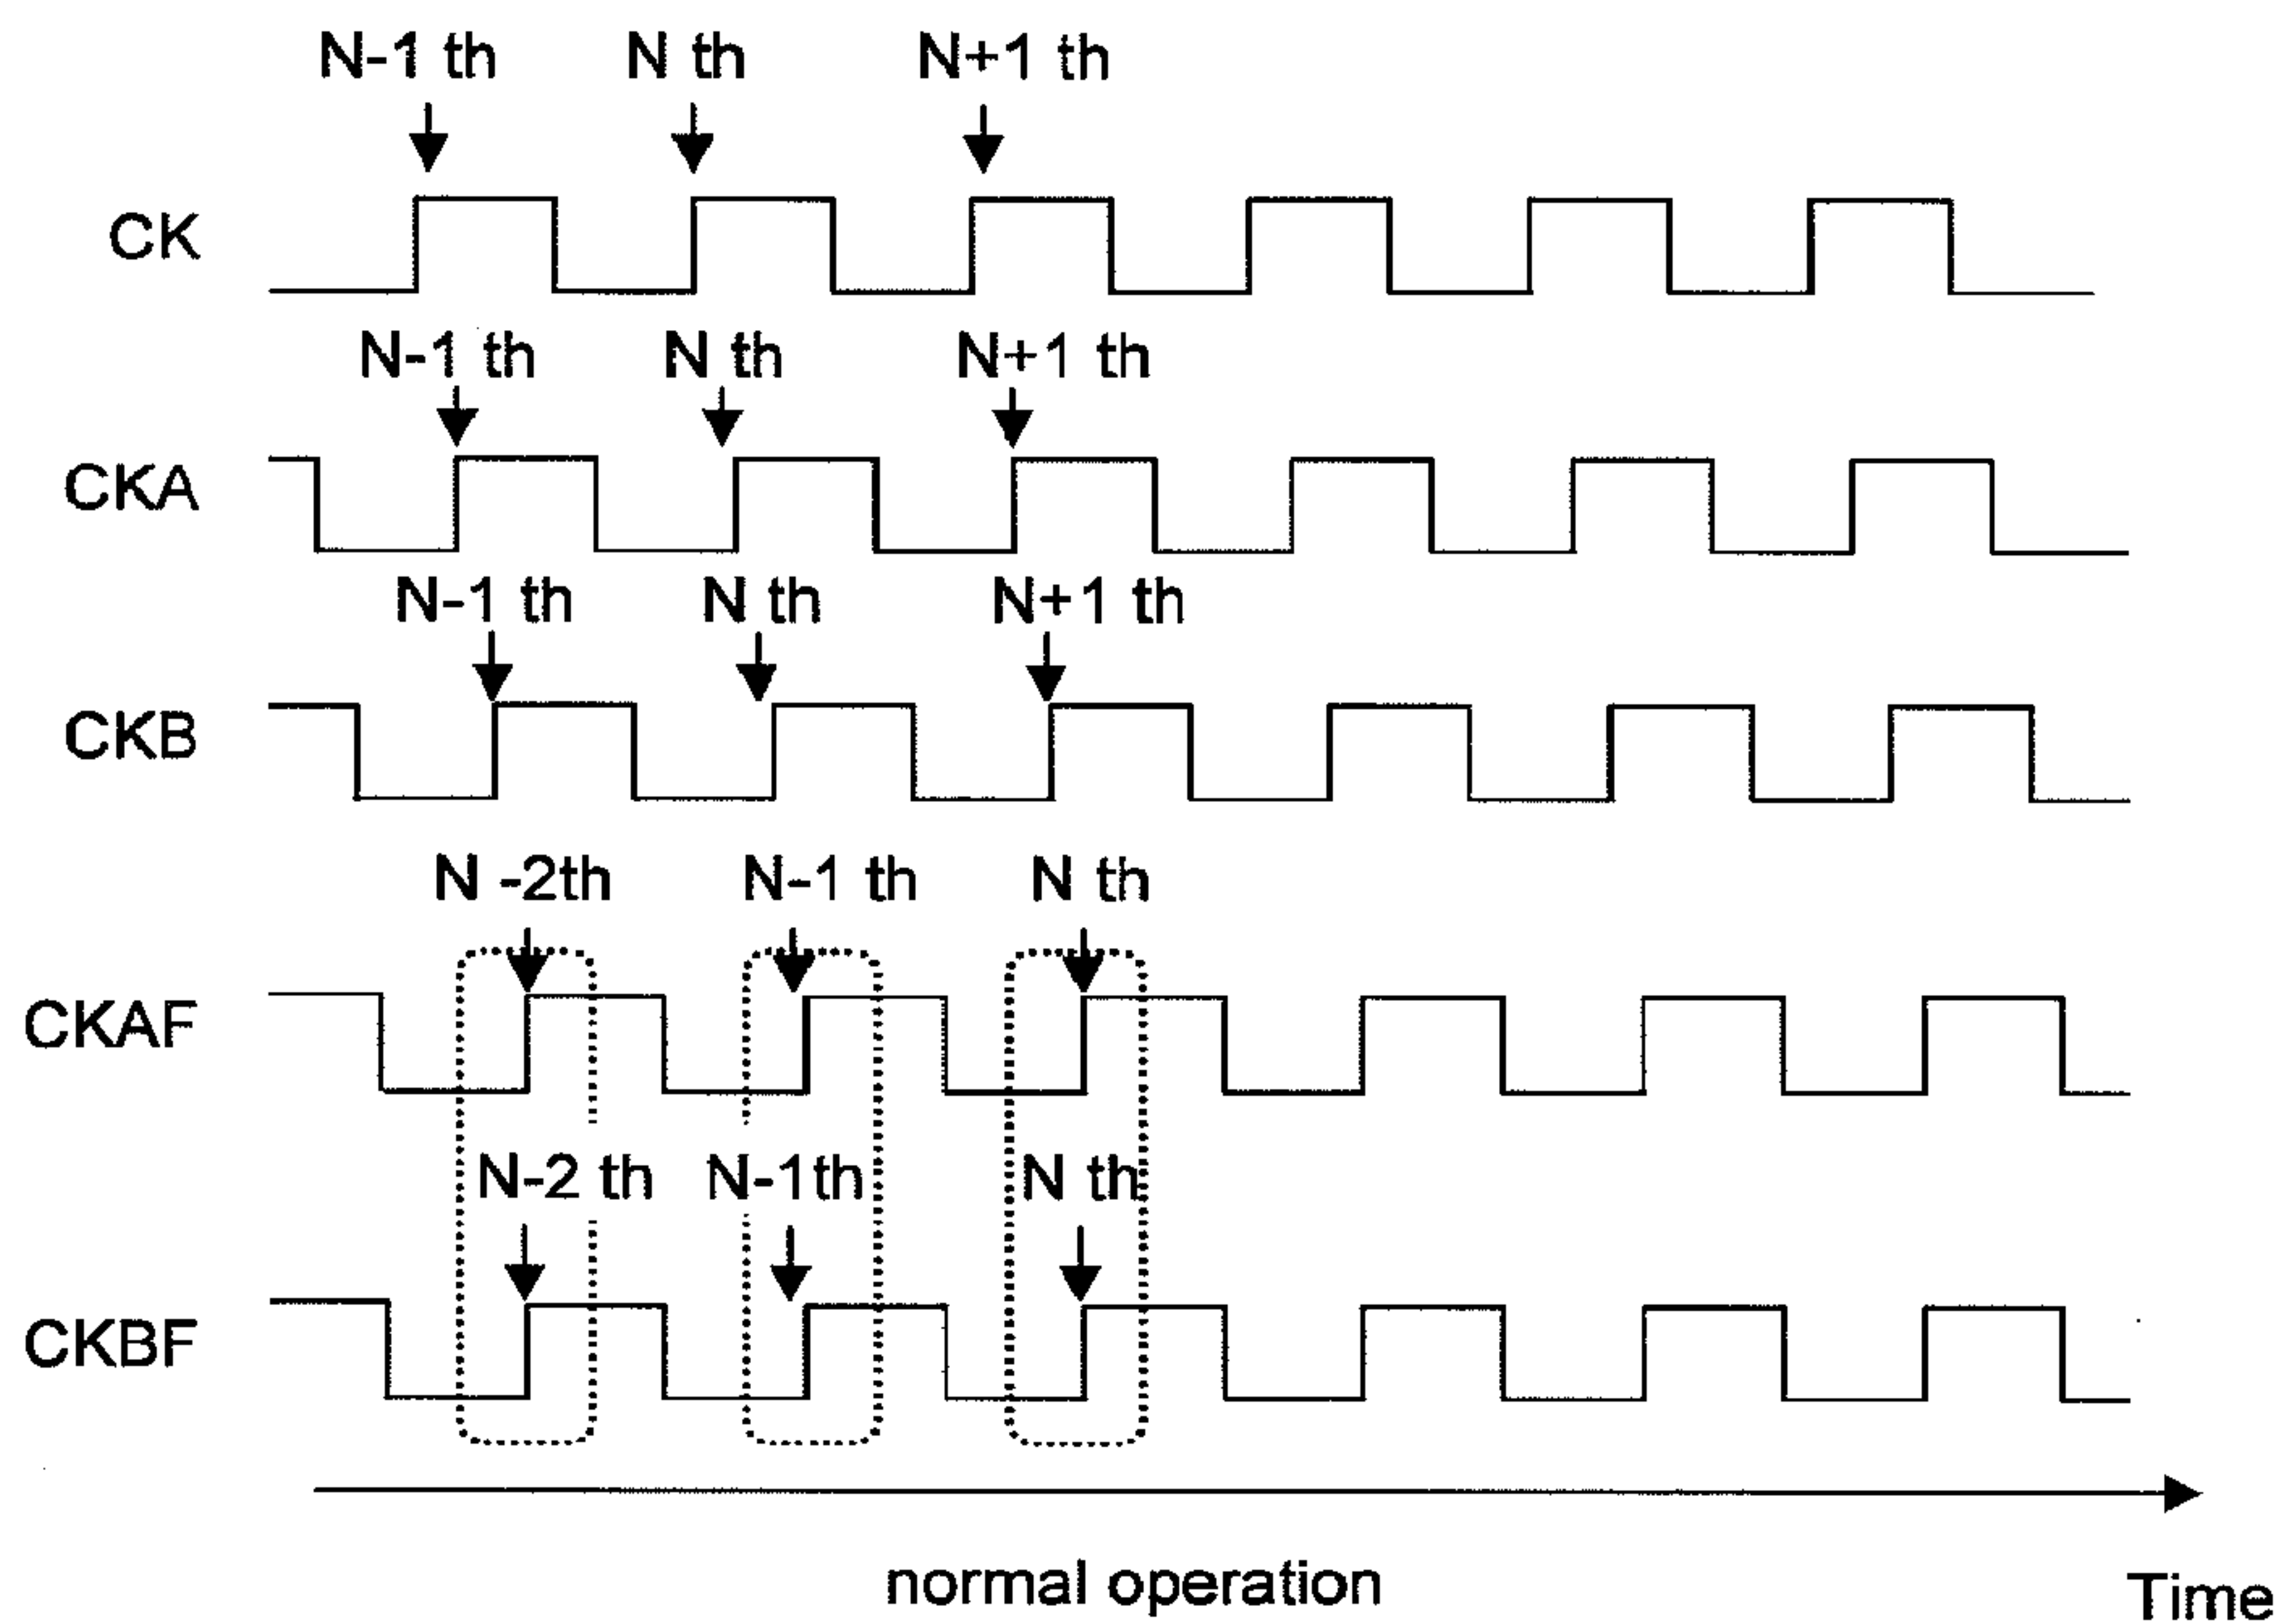 N-1 th N th N+1 th
CK
N-1 th N th N+1 th
CKA
N-1 th N th N+1 th
CKB
N -2th N-1 th N th
CKAF
N-2 th N-1th N th
CKBF
normal operation
Time